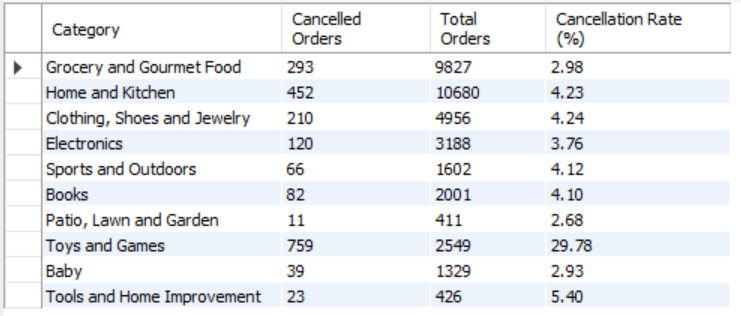 Category Cancelled Orders Total Orders Cancellation Rate (%)
Grocery and Gourmet Food 293 9827 2.98
Home and Kitchen 452 10680 4.23
Clothing, Shoes and Jewelry 210 4956 4.24
Electronics 120 3188 3.76
Sports and Outdoors 66 1602 4.12
Books 82 2001 4.10
Patio, Lawn and Garden 11 411 2.68
Toys and Games 759 2549 29.78
Baby 39 1329 2.93
Tools and Home Improvement 23 426 5.40